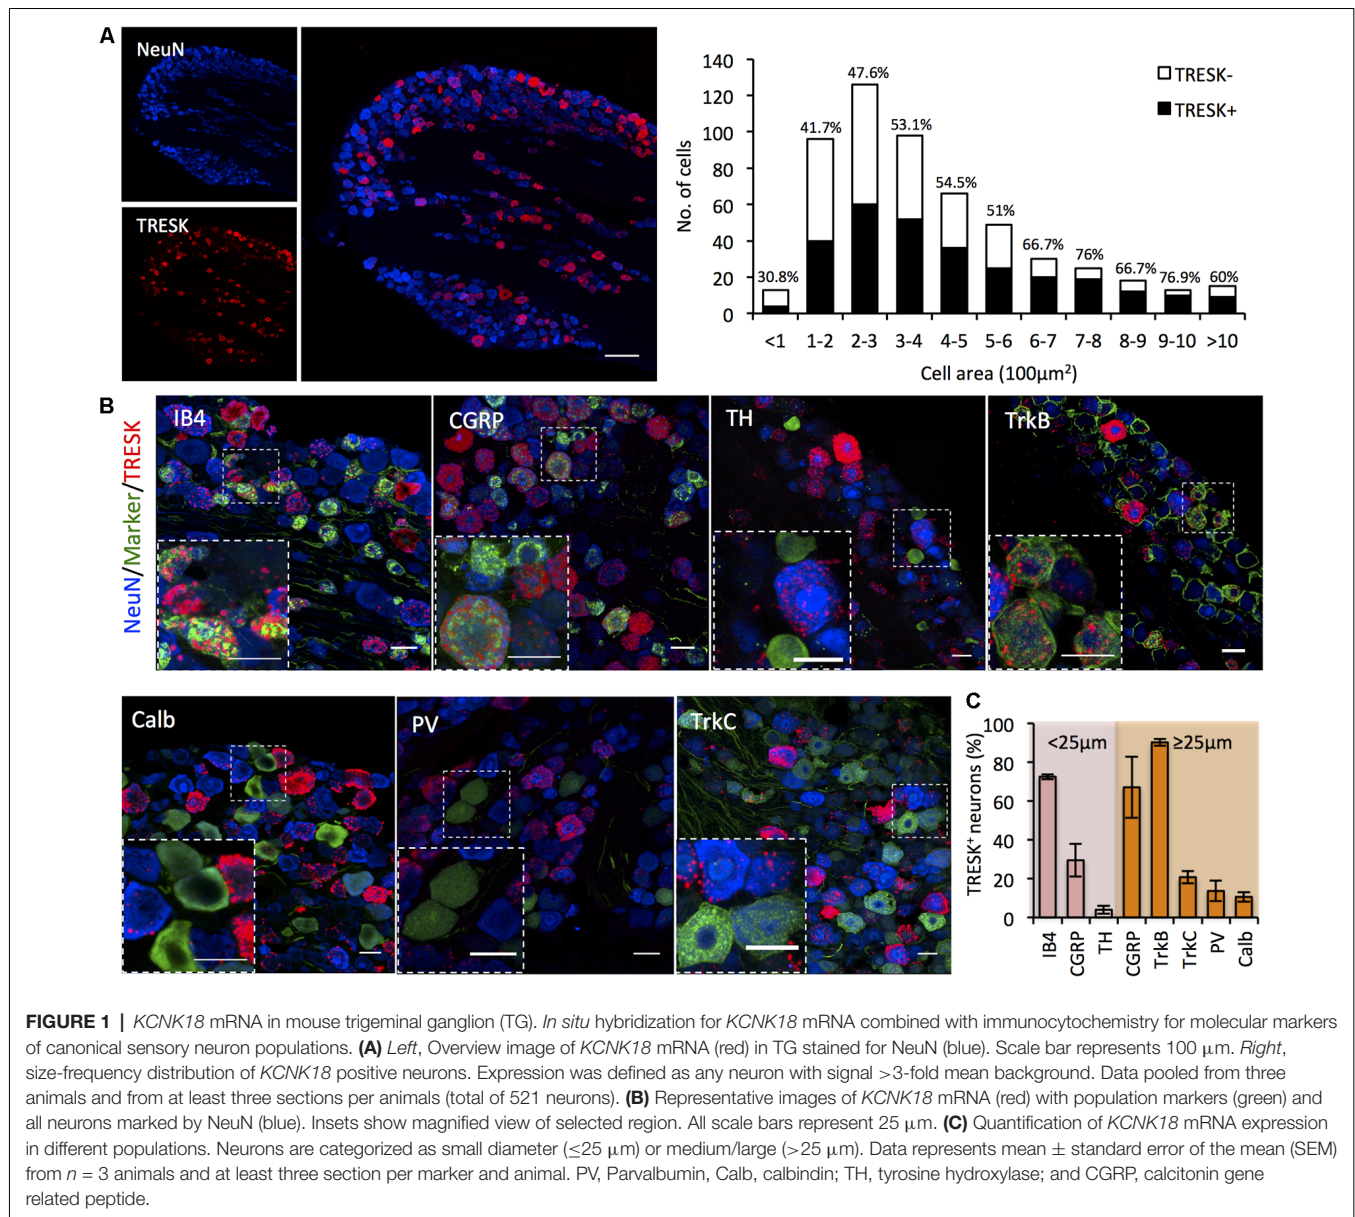 A
NeuN
TRESK
140
120
100
80
60
40
20
0
No. of cells
30.8%
41.7%
47.6%
53.1%
54.5%
51%
66.7%
76%
66.7%
76.9%
60%
TRESK-
TRESK+
<1 1-2 2-3 3-4 4-5 5-6 6-7 7-8 8-9 9-10 >10
Cell area (100µm²)
B
NeuN/Marker/TRESK
IB4
CGRP
TH
TrkB
Calb
PV
TrkC
C
100
80
60
40
20
0
TRESK⁺ neurons (%)
<25µm
≥25µm
IB4
CGRP
TH
CGRP
TrkB
TrkC
PV
Calb
FIGURE 1 | KCNK18 mRNA in mouse trigeminal ganglion (TG). In situ hybridization for KCNK18 mRNA combined with immunocytochemistry for molecular markers
of canonical sensory neuron populations. (A) Left, Overview image of KCNK18 mRNA (red) in TG stained for NeuN (blue). Scale bar represents 100 µm. Right,
size-frequency distribution of KCNK18 positive neurons. Expression was defined as any neuron with signal >3-fold mean background. Data pooled from three
animals and from at least three sections per animals (total of 521 neurons). (B) Representative images of KCNK18 mRNA (red) with population markers (green) and
all neurons marked by NeuN (blue). Insets show magnified view of selected region. All scale bars represent 25 µm. (C) Quantification of KCNK18 mRNA expression
in different populations. Neurons are categorized as small diameter (≤25 µm) or medium/large (>25 µm). Data represents mean ± standard error of the mean (SEM)
from n = 3 animals and at least three section per marker and animal. PV, Parvalbumin, Calb, calbindin; TH, tyrosine hydroxylase; and CGRP, calcitonin gene
related peptide.